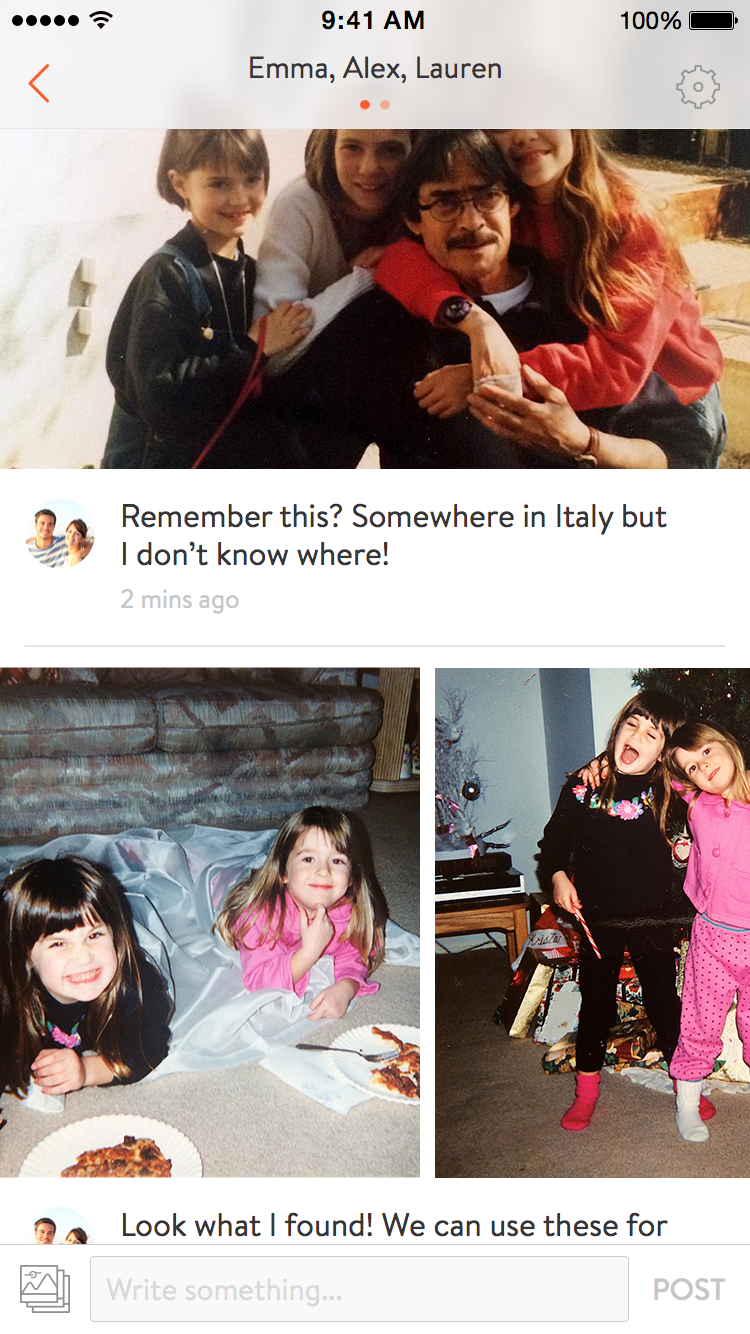 9:41 AM
100%
Emma, Alex, Lauren
Remember this? Somewhere in Italy but
I don't know where!
2 mins ago
Krista
Look what I found! We can use these for
Write something...
POST